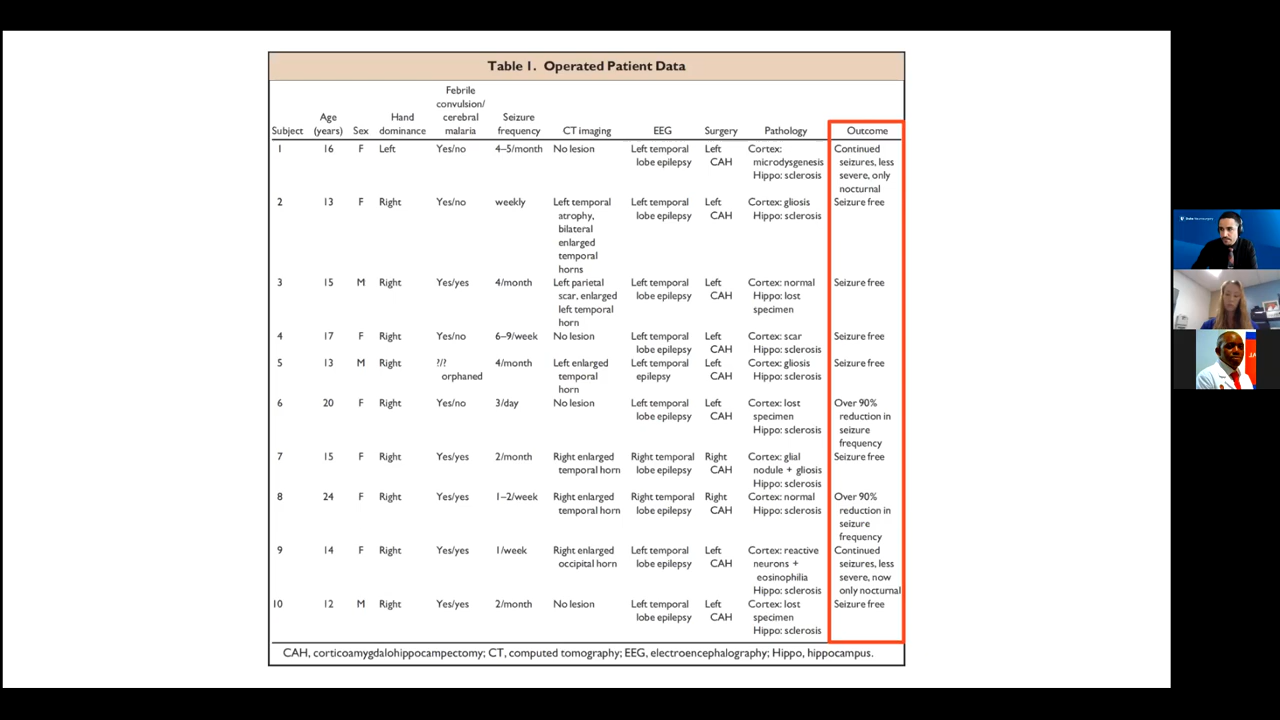 Table 1. Operated Patient Data
Febrile
convulsion/
Age Hand cerebral Seizure
Subject (years) Sex dominance malaria frequency CT imaging EEG Surgery Pathology Outcome
1 16 F Left Yes/no 4–5/month No lesion Left temporal Left Cortex: Continued
lobe epilepsy CAH microdysgenesis seizures, less
Hippo: sclerosis severe, only
nocturnal
2 13 F Right Yes/no weekly Left temporal Left temporal Left Cortex: gliosis Seizure free
atrophy, lobe epilepsy CAH Hippo: sclerosis
bilateral
enlarged
temporal
horns
3 15 M Right Yes/yes 4/month Left parietal Left temporal Left Cortex: normal Seizure free
scar, enlarged lobe epilepsy CAH Hippo: lost
left temporal specimen
horn
4 17 F Right Yes/no 6–9/week No lesion Left temporal Left Cortex: scar Seizure free
lobe epilepsy CAH Hippo: sclerosis
5 13 M Right ?/? 4/month Left enlarged Left temporal Left Cortex: gliosis Seizure free
orphaned temporal epilepsy CAH Hippo: sclerosis
horn
6 20 F Right Yes/no 3/day No lesion Left temporal Left Cortex: lost Over 90%
lobe epilepsy CAH specimen reduction in
Hippo: sclerosis seizure
frequency
7 15 F Right Yes/yes 2/month Right enlarged Right temporal Right Cortex: glial Seizure free
temporal horn lobe epilepsy CAH nodule + gliosis
Hippo: sclerosis
8 24 F Right Yes/yes 1–2/week Right enlarged Right temporal Right Cortex: normal Over 90%
temporal horn lobe epilepsy CAH Hippo: sclerosis reduction in
seizure
frequency
9 14 F Right Yes/yes 1/week Right enlarged Left temporal Left Cortex: reactive Continued
occipital horn lobe epilepsy CAH neurons + seizures, less
eosinophilia severe, now
Hippo: sclerosis only nocturnal
10 12 M Right Yes/yes 2/month No lesion Left temporal Left Cortex: lost Seizure free
lobe epilepsy CAH specimen
Hippo: sclerosis
CAH, corticoamygdalohippocampectomy; CT, computed tomography; EEG, electroencephalography; Hippo, hippocampus.